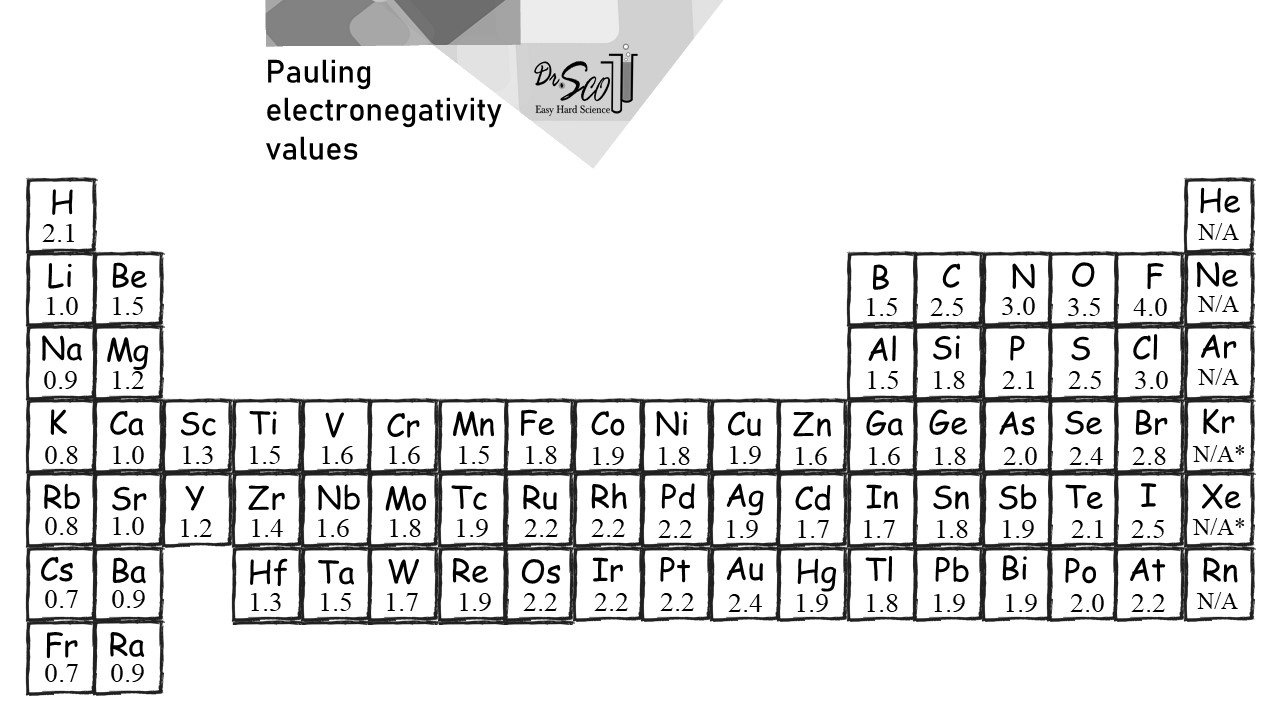 Pauling
electronegativity
values
Dr. Scott
Easy Hard Science
H He
2.1 N/A
Li Be B C N O F Ne
1.0 1.5 1.5 2.5 3.0 3.5 4.0 N/A
Na Mg Al Si P S Cl Ar
0.9 1.2 1.5 1.8 2.1 2.5 3.0 N/A
K Ca Sc Ti V Cr Mn Fe Co Ni Cu Zn Ga Ge As Se Br Kr
0.8 1.0 1.3 1.5 1.6 1.6 1.5 1.8 1.9 1.8 1.9 1.6 1.6 1.8 2.0 2.4 2.8 N/A*
Rb Sr Y Zr Nb Mo Tc Ru Rh Pd Ag Cd In Sn Sb Te I Xe
0.8 1.0 1.2 1.4 1.6 1.8 1.9 2.2 2.2 2.2 1.9 1.7 1.7 1.8 1.9 2.1 2.5 N/A*
Cs Ba Hf Ta W Re Os Ir Pt Au Hg Tl Pb Bi Po At Rn
0.7 0.9 1.3 1.5 1.7 1.9 2.2 2.2 2.2 2.4 1.9 1.8 1.9 1.9 2.0 2.2 N/A
Fr Ra
0.7 0.9